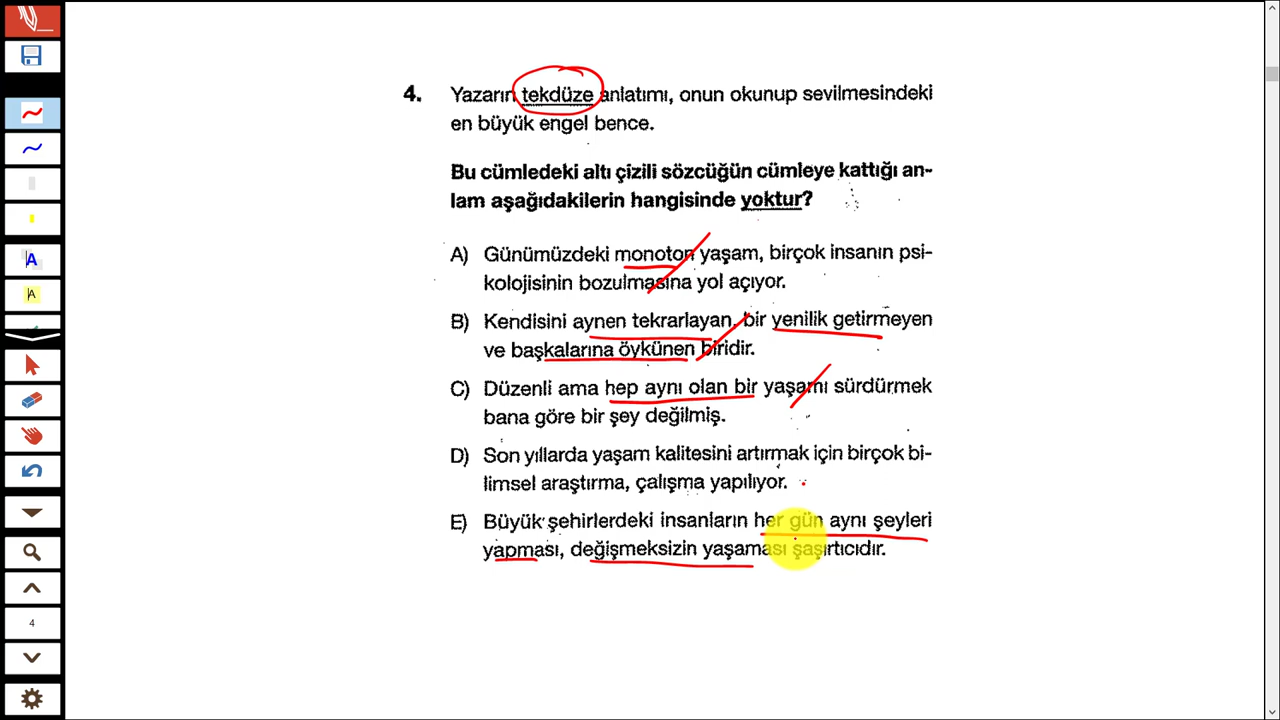 4. Yazarın tekdüze anlatımı, onun okunup sevilmesindeki
en büyük engel bence.
Bu cümledeki altı çizili sözcüğün cümleye kattığı an-
lam aşağıdakilerin hangisinde yoktur?
A) Günümüzdeki monoton yaşam, birçok insanın psi-
kolojisinin bozulmasına yol açıyor.
B) Kendisini aynen tekrarlayan, bir yenilik getirmeyen
ve başkalarına öykünen biridir.
C) Düzenli ama hep aynı olan bir yaşamı sürdürmek
bana göre bir şey değilmiş.
D) Son yıllarda yaşam kalitesini artırmak için birçok bi-
limsel araştırma, çalışma yapılıyor.
E) Büyük şehirlerdeki insanların her gün aynı şeyleri
yapması, değişmeksizin yaşaması şaşırtıcıdır.
A
A
4